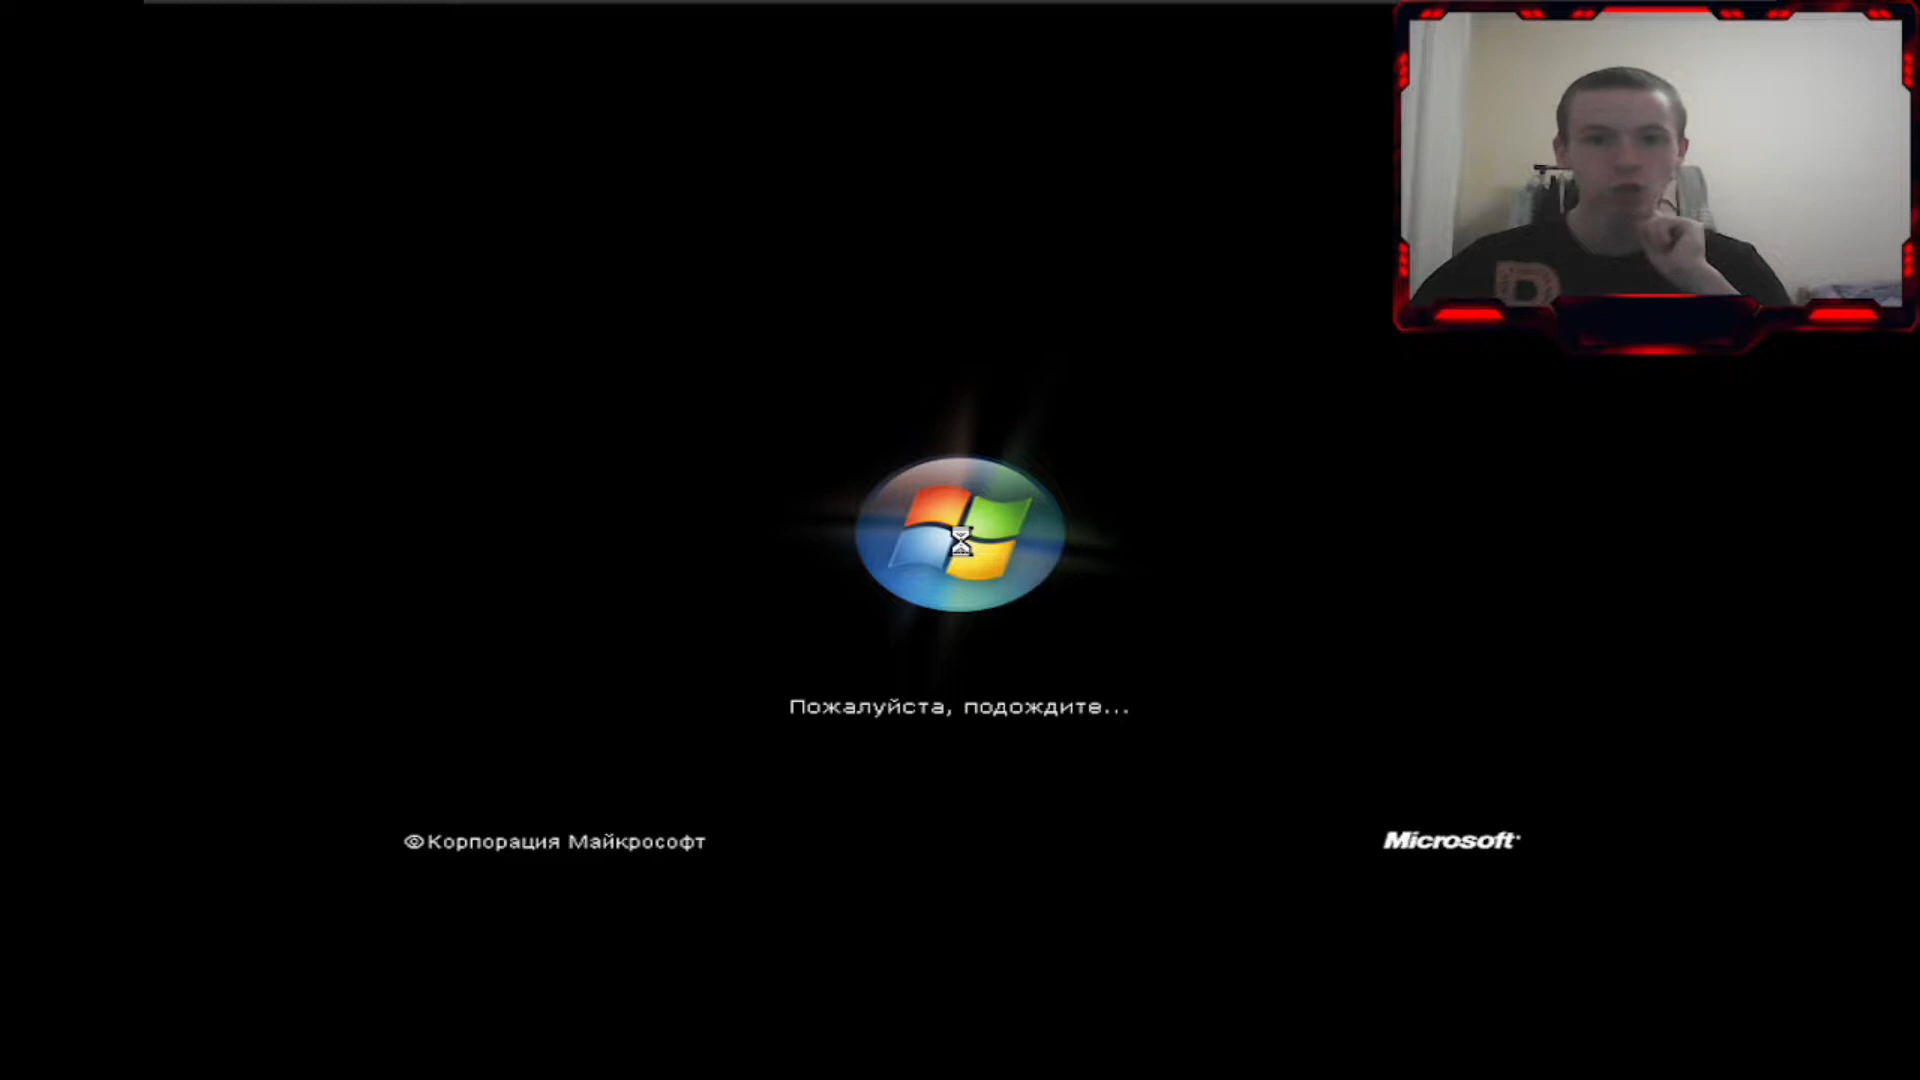 D
Пожалуйста, подождите...
©Корпорация Майкрософт
Microsoft